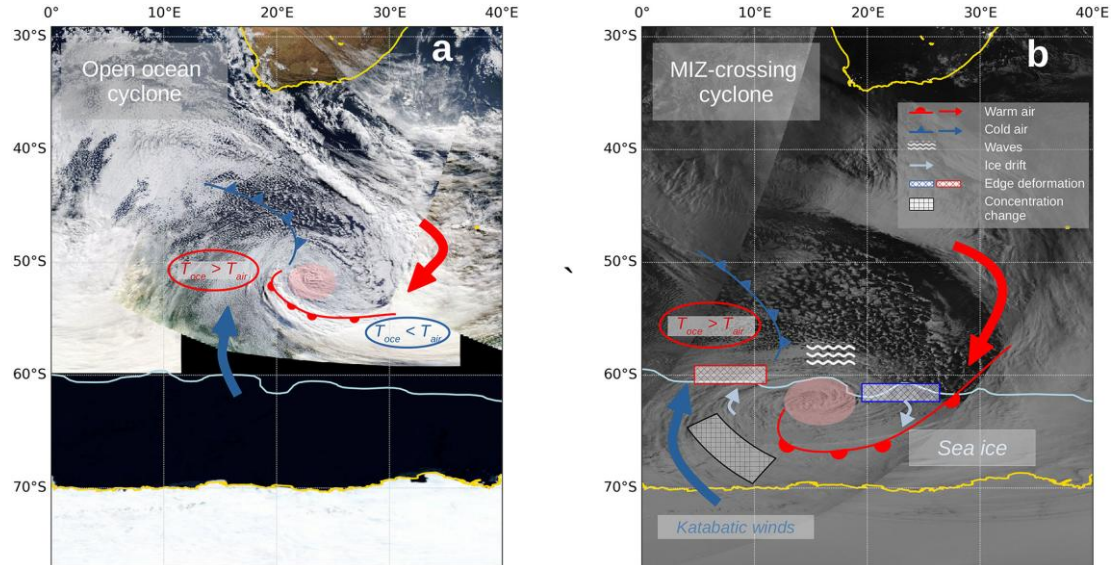 0° 10°E 20°E 30°E 40°E
30°S
40°S
50°S
60°S
70°S
a
Open ocean
cyclone
T_oce > T_air
T_oce < T_air
`
0° 10°E 20°E 30°E 40°E
30°S
40°S
50°S
60°S
70°S
b
MIZ-crossing
cyclone
Warm air
Cold air
Waves
Ice drift
Edge deformation
Concentration
change
T_oce > T_air
Sea ice
Katabatic winds